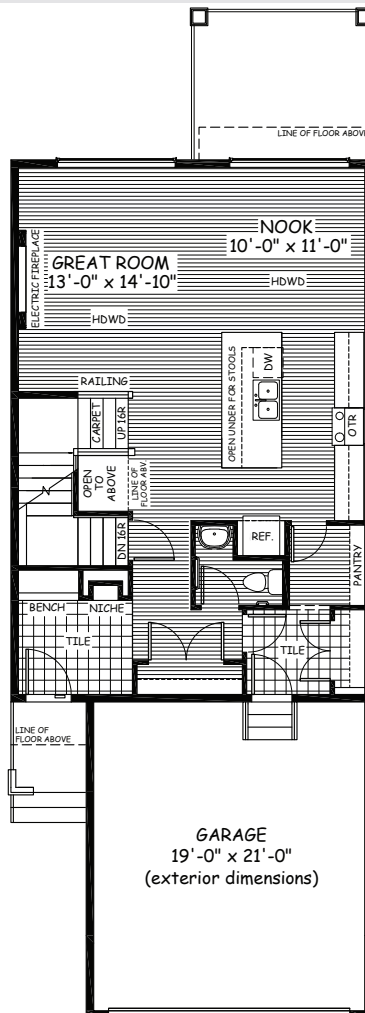 LINE OF FLOOR ABOVE
NOOK
10'-0" x 11'-0"
HDWD
ELECTRIC FIREPLACE
GREAT ROOM
13'-0" x 14'-10"
HDWD
OPEN UNDER FOR STOOLS
DW
OTR
RAILING
CARPET
UP 16R
OPEN
TO
ABOVE
LINE OF
FLOOR ABV.
DN 16R
REF.
PANTRY
BENCH
NICHE
TILE
TILE
LINE OF
FLOOR ABOVE
GARAGE
19'-0" x 21'-0"
(exterior dimensions)